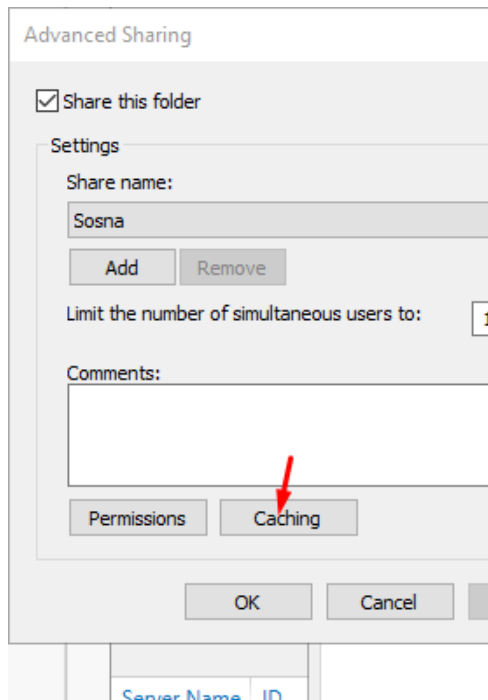 Advanced Sharing
Share this folder
Settings
Share name:
Sosna
Add Remove
Limit the number of simultaneous users to:
Comments:
Permissions Caching
OK Cancel
Server Name ID